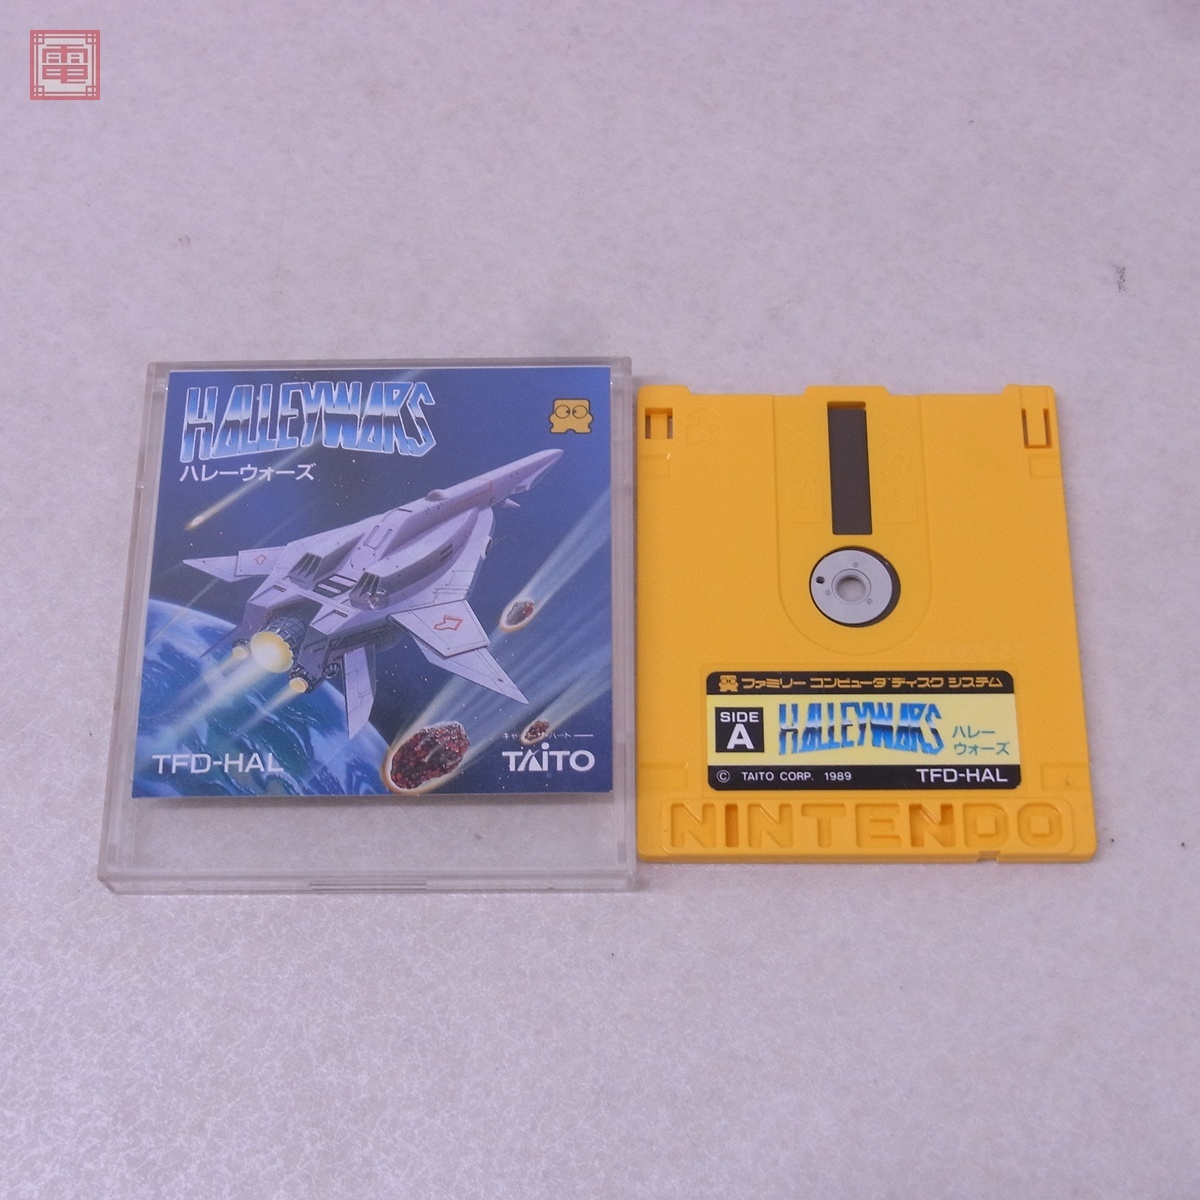 電
HALLEYWARS
ハレーウォーズ
TFD-HAL
TAITO
ファミリー コンピュータ ディスク システム
SIDE
A
HALLEYWARS
ハレー
ウォーズ
© TAITO CORP. 1989
TFD-HAL
NINTENDO